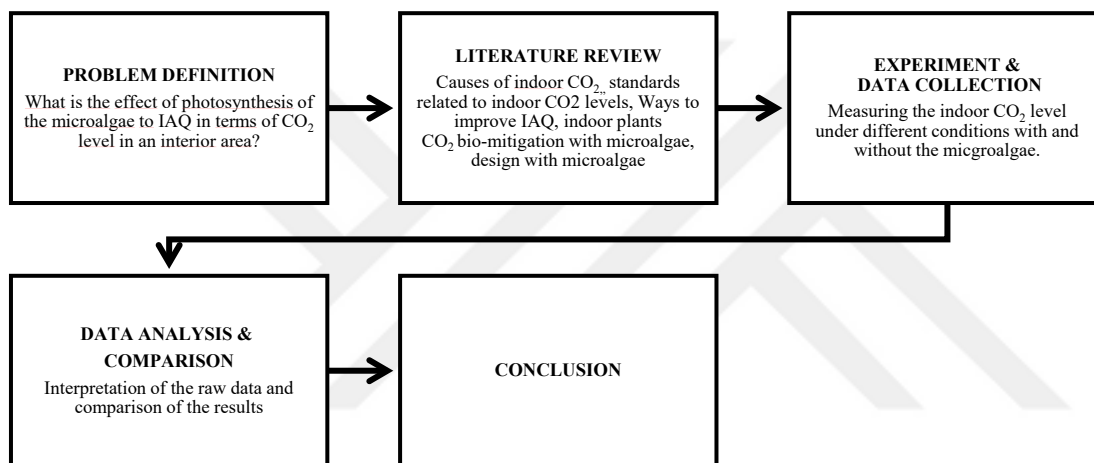 PROBLEM DEFINITION
What is the effect of photosynthesis of
the microalgae to IAQ in terms of CO₂
level in an interior area?
LITERATURE REVIEW
Causes of indoor CO₂,, standards
related to indoor CO2 levels, Ways to
improve IAQ, indoor plants
CO₂ bio-mitigation with microalgae,
design with microalgae
EXPERIMENT &
DATA COLLECTION
Measuring the indoor CO₂ level
under different conditions with and
without the micgroalgae.
DATA ANALYSIS &
COMPARISON
Interpretation of the raw data and
comparison of the results
CONCLUSION